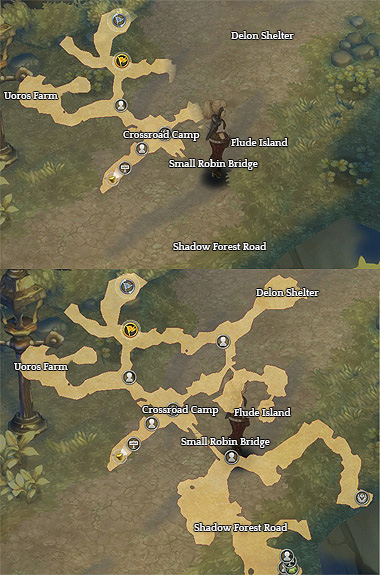 Delon Shelter
Uoros Farm
Crossroad Camp
Flude Island
Small Robin Bridge
Shadow Forest Road
Delon Shelter
Uoros Farm
Crossroad Camp
Flude Island
Small Robin Bridge
Shadow Forest Road